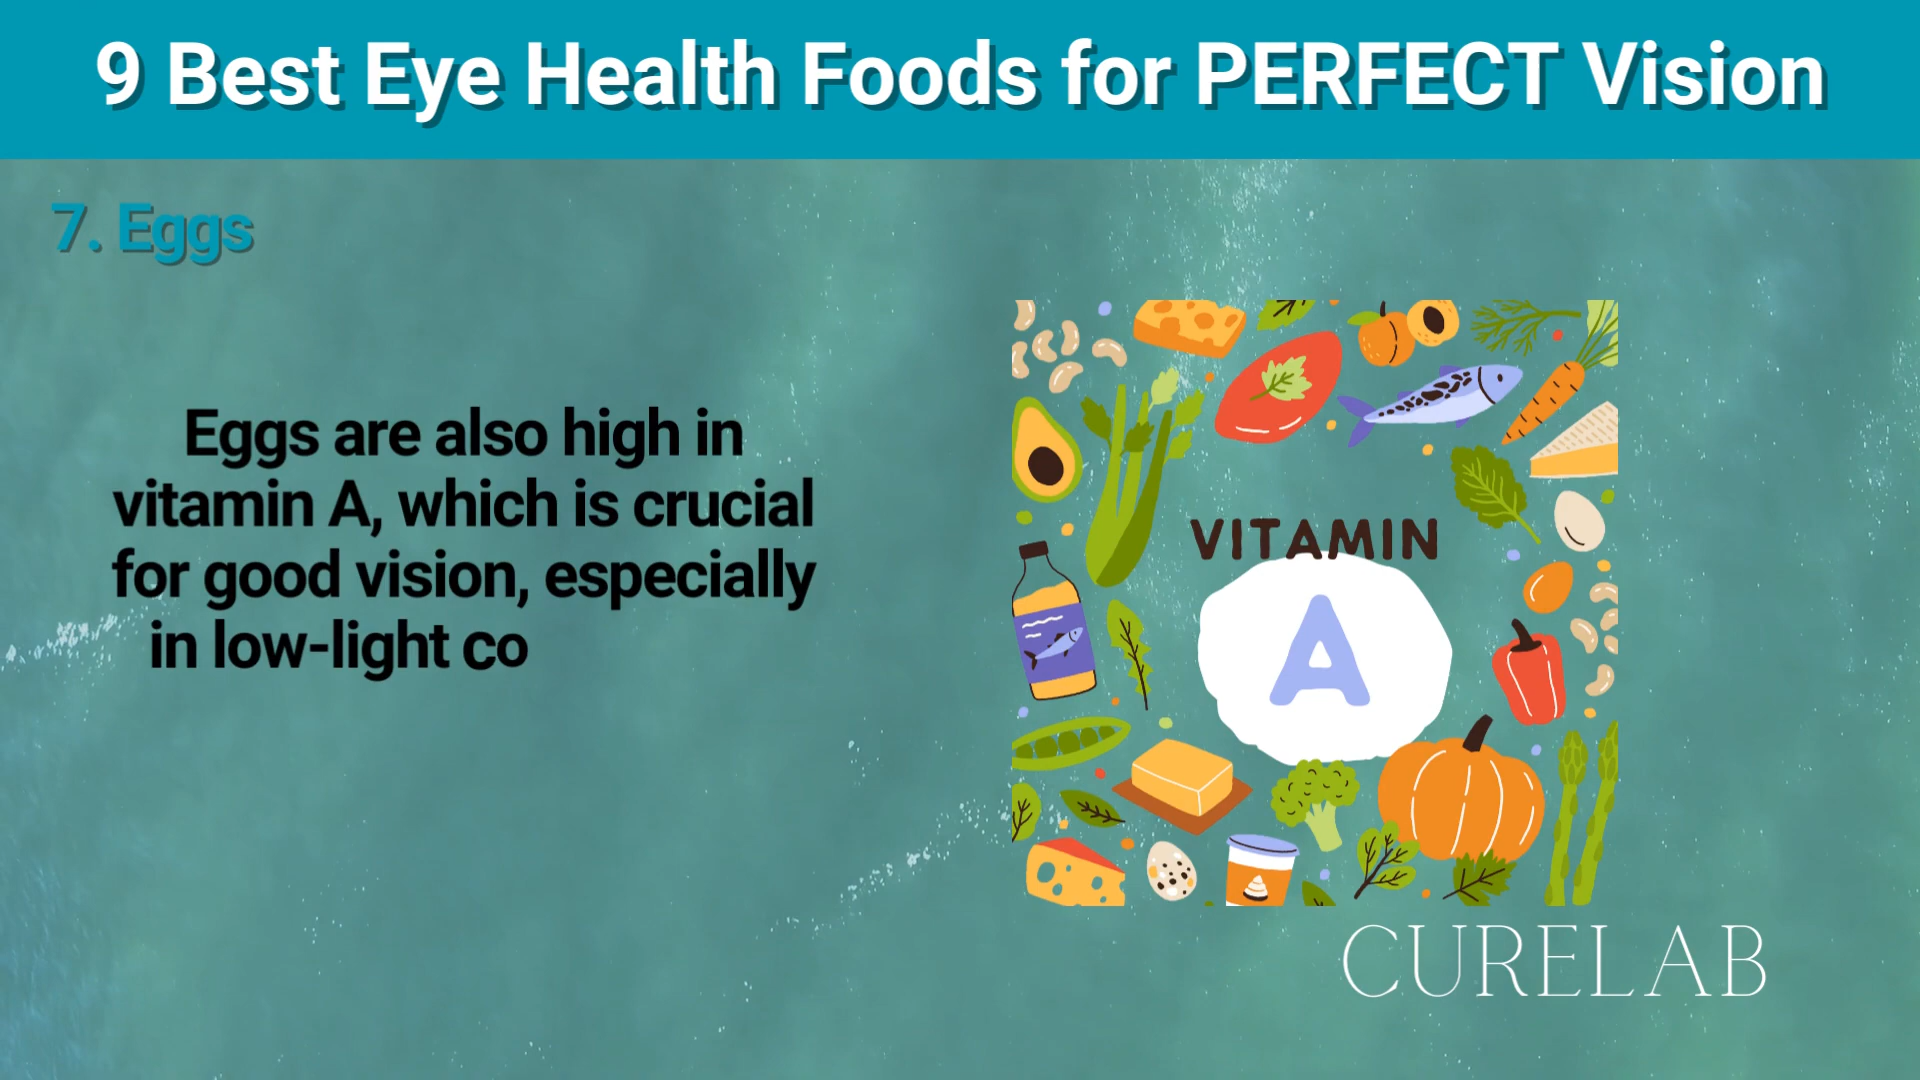 9 Best Eye Health Foods for PERFECT Vision
7. Eggs
Eggs are also high in
vitamin A, which is crucial
for good vision, especially
in low-light co
VITAMIN
A
CURELAB